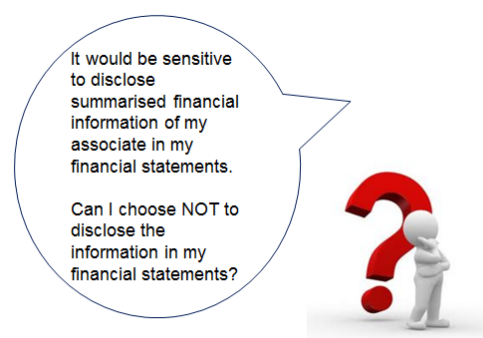 It would be sensitive
to disclose
summarised financial
information of my
associate in my
financial statements.
Can I choose NOT to
disclose the
information in my
financial statements?